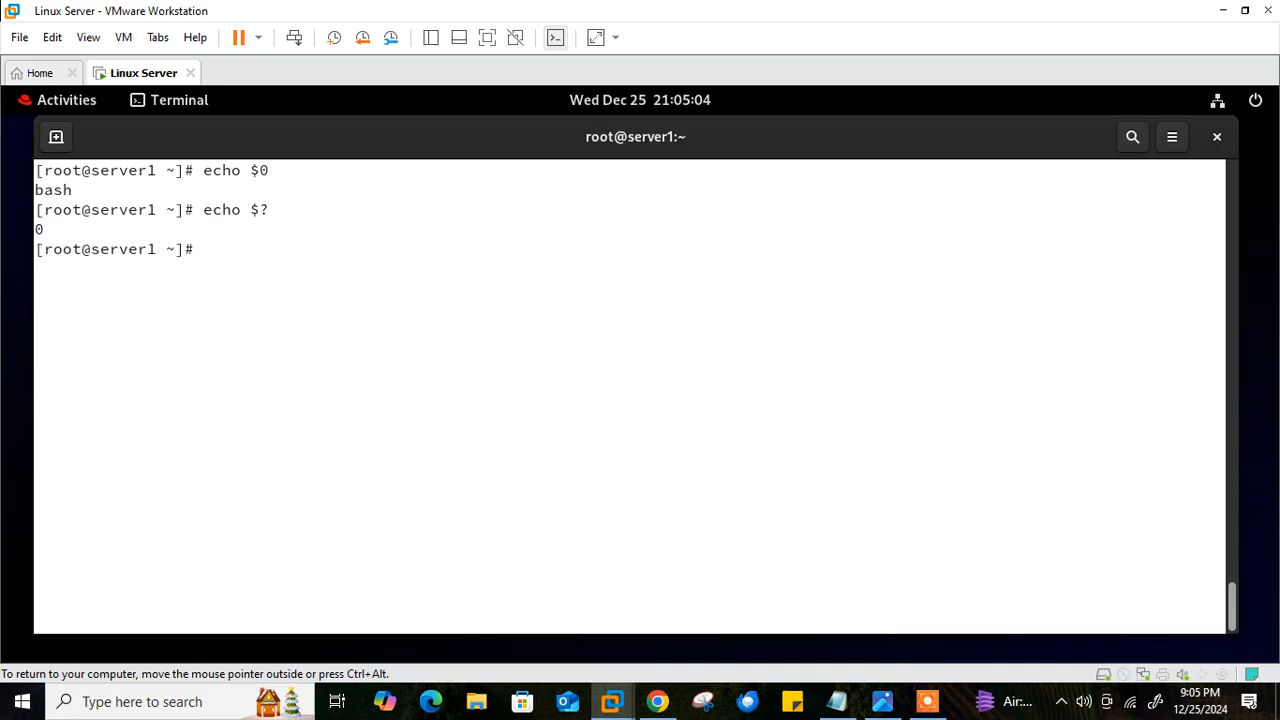 Linux Server - VMware Workstation
File Edit View VM Tabs Help
Home Linux Server
Activities Terminal Wed Dec 25 21:05:04
root@server1:~
[root@server1 ~]# echo $0
bash
[root@server1 ~]# echo $?
0
[root@server1 ~]#
To return to your computer, move the mouse pointer outside or press Ctrl+Alt.
Type here to search
Air:...
9:05 PM
12/25/2024